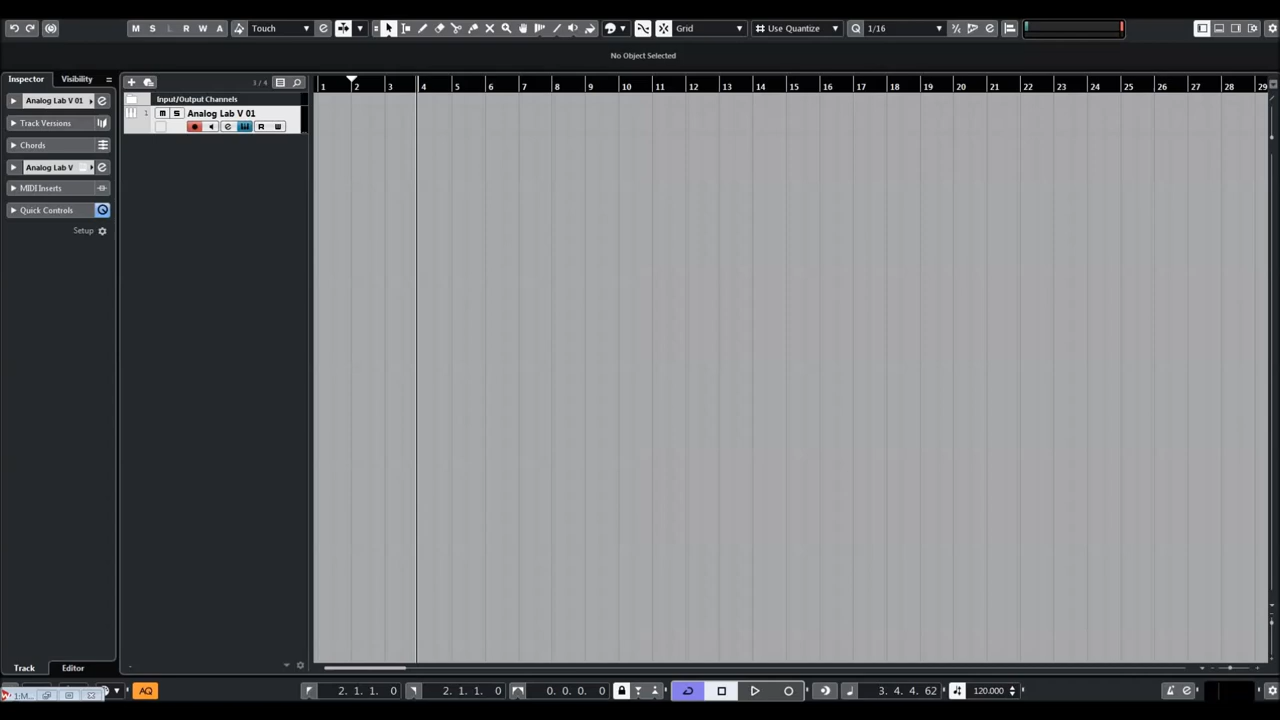 M S L R W A Touch Grid Use Quantize 1/16
No Object Selected
Inspector Visibility
3 / 4
1 2 3 4 5 6 7 8 9 10 11 12 13 14 15 16 17 18 19 20 21 22 23 24 25 26 27 28 29
Analog Lab V 01 e
Input/Output Channels
1 m S Analog Lab V 01
e R W
Track Versions
Chords
Analog Lab V e
MIDI Inserts
Quick Controls
Setup
Track Editor
1:M... AQ 2. 1. 1. 0 2. 1. 1. 0 0. 0. 0. 0 3. 4. 4. 62 120.000